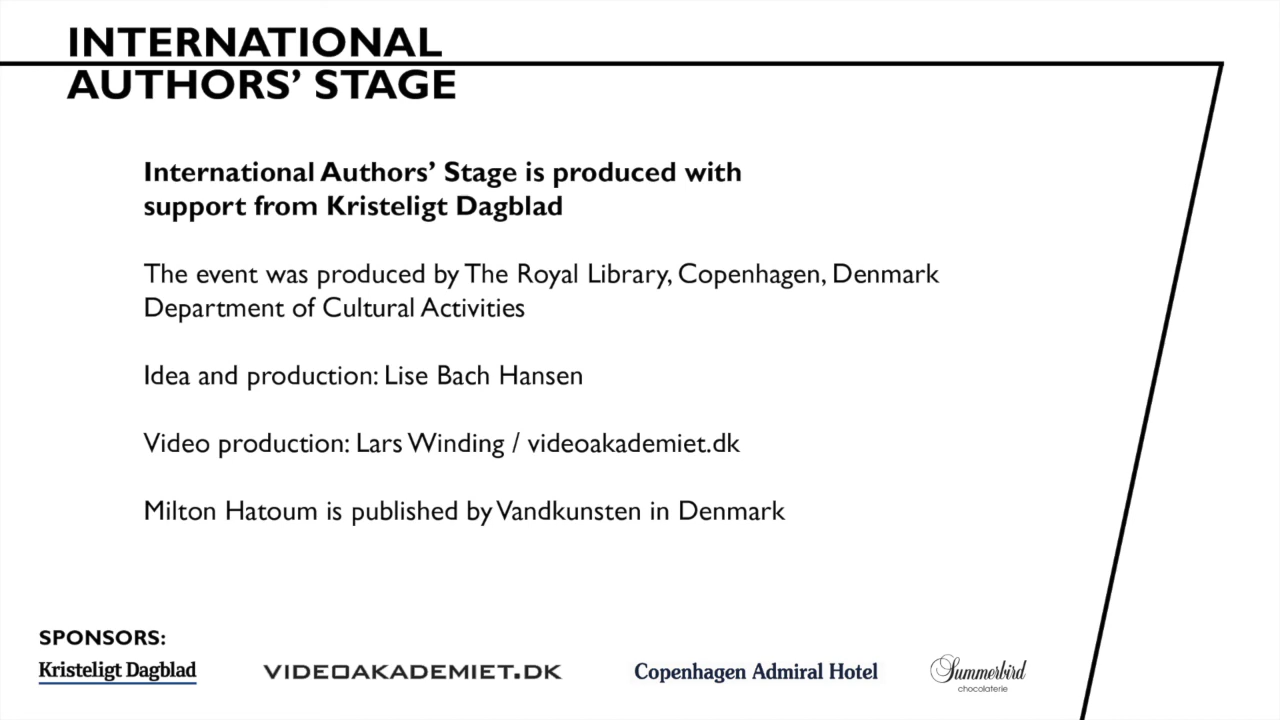 INTERNATIONAL
AUTHORS’ STAGE
International Authors’ Stage is produced with
support from Kristeligt Dagblad
The event was produced by The Royal Library, Copenhagen, Denmark
Department of Cultural Activities
Idea and production: Lise Bach Hansen
Video production: Lars Winding / videoakademiet.dk
Milton Hatoum is published by Vandkunsten in Denmark
SPONSORS:
Kristeligt Dagblad
VIDEOAKADEMIET.DK
Copenhagen Admiral Hotel
Summerbird
chocolaterie